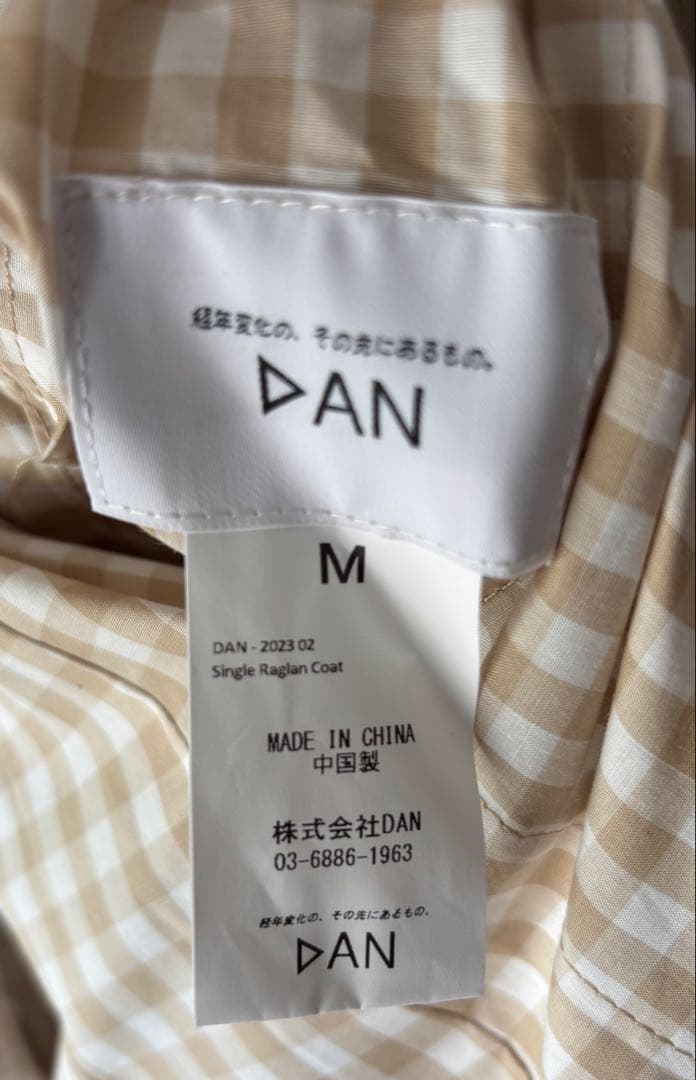 経年変化の、その先にあるもの。
DAN
M
DAN - 2023 02
Single Raglan Coat
MADE IN CHINA
中国製
株式会社DAN
03-6886-1963
経年変化の、その先にあるもの。
DAN